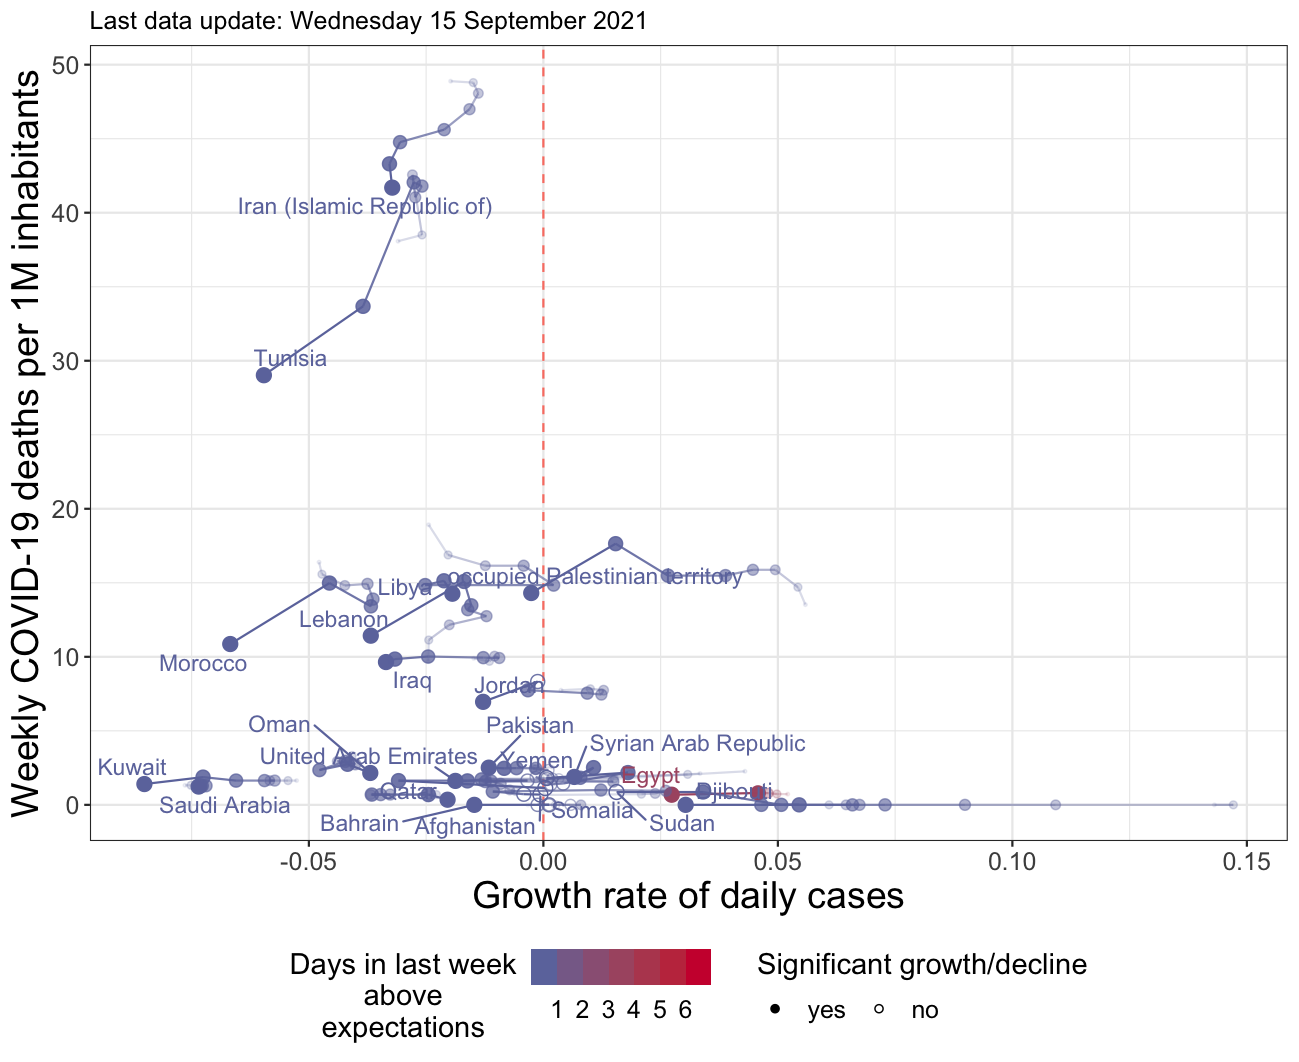 Last data update: Wednesday 15 September 2021
Weekly COVID-19 deaths per 1M inhabitants
50
40
30
20
10
0
Iran (Islamic Republic of)
Tunisia
occupied Palestinian territory
Libya
Lebanon
Morocco
Iraq
Jordan
Oman
Pakistan
Syrian Arab Republic
United Arab Emirates
Yemen
Kuwait
Egypt
Saudi Arabia
Qatar
Djibouti
Bahrain
Afghanistan
Somalia
Sudan
-0.05
0.00
0.05
0.10
0.15
Growth rate of daily cases
Days in last week
above
expectations
1 2 3 4 5 6
Significant growth/decline
yes
no